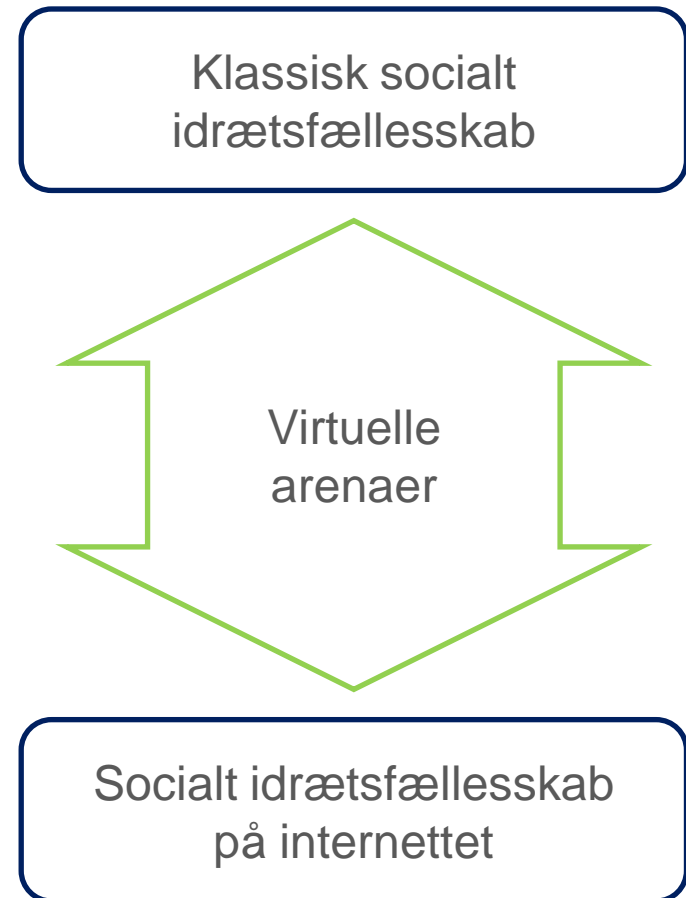 Klassisk socialt
idrætsfællesskab
Virtuelle
arenaer
Socialt idrætsfællesskab
på internettet